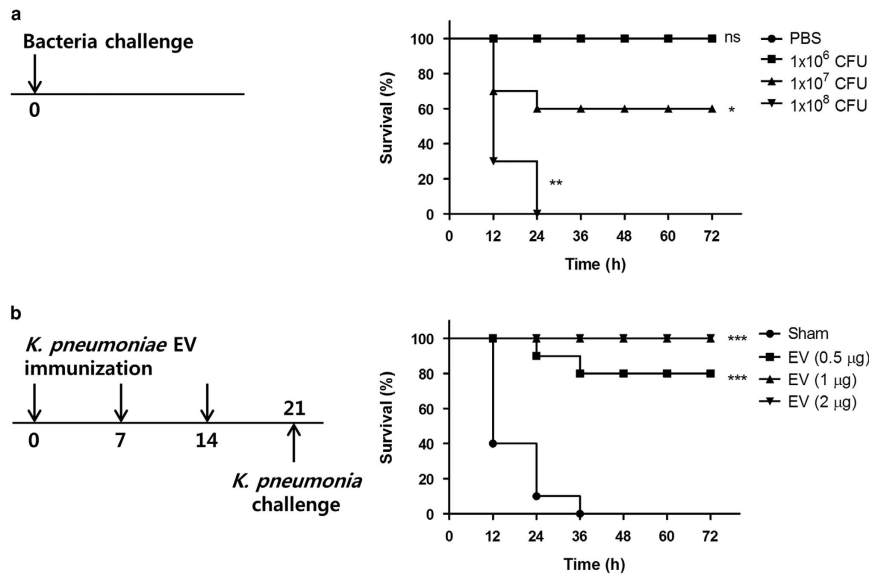 a
Bacteria challenge
0
Survival (%)
100
80
60
40
20
0
0 12 24 36 48 60 72
Time (h)
ns
*
**
PBS
1x10⁶ CFU
1x10⁷ CFU
1x10⁸ CFU
b
K. pneumoniae EV
immunization
21
0 7 14
K. pneumonia
challenge
Survival (%)
100
80
60
40
20
0
0 12 24 36 48 60 72
Time (h)
***
***
Sham
EV (0.5 µg)
EV (1 µg)
EV (2 µg)